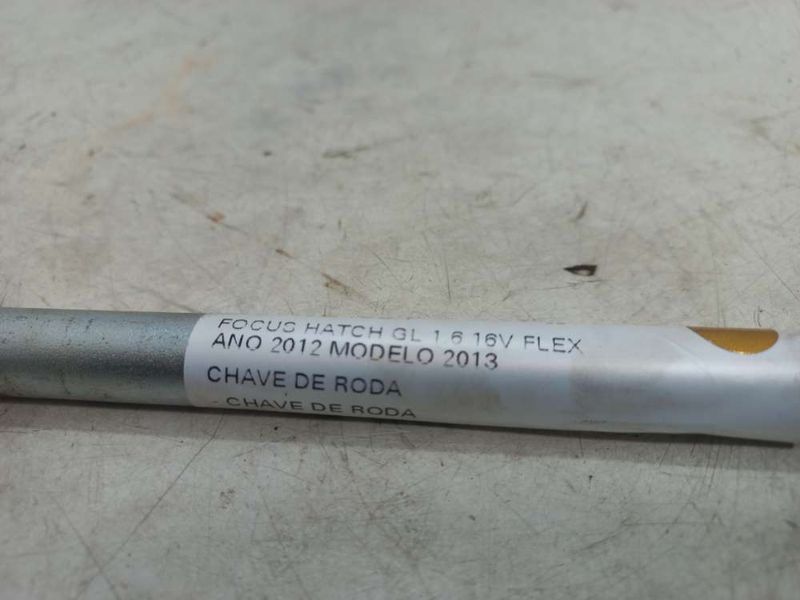 FOCUS HATCH GL 1.6 16V FLEX
ANO 2012 MODELO 2013
CHAVE DE RODA
- CHAVE DE RODA